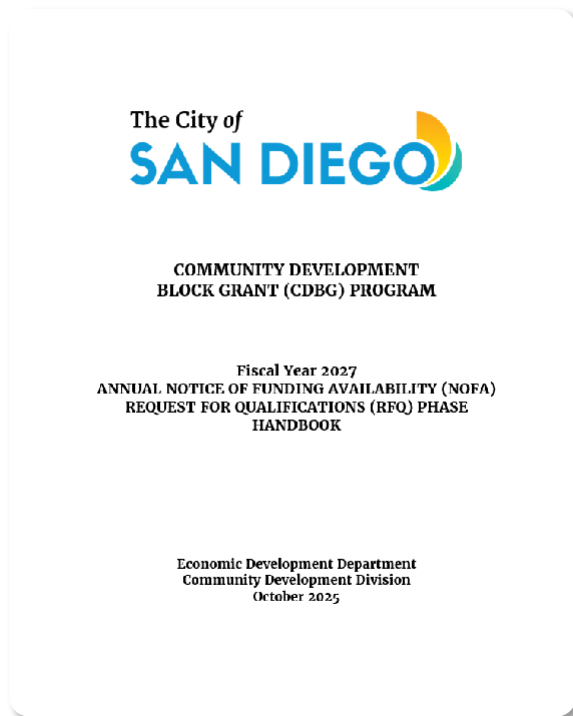 The City of
SAN DIEGO
COMMUNITY DEVELOPMENT
BLOCK GRANT (CDBG) PROGRAM
Fiscal Year 2027
ANNUAL NOTICE OF FUNDING AVAILABILITY (NOFA)
REQUEST FOR QUALIFICATIONS (RFQ) PHASE
HANDBOOK
Economic Development Department
Community Development Division
October 2025